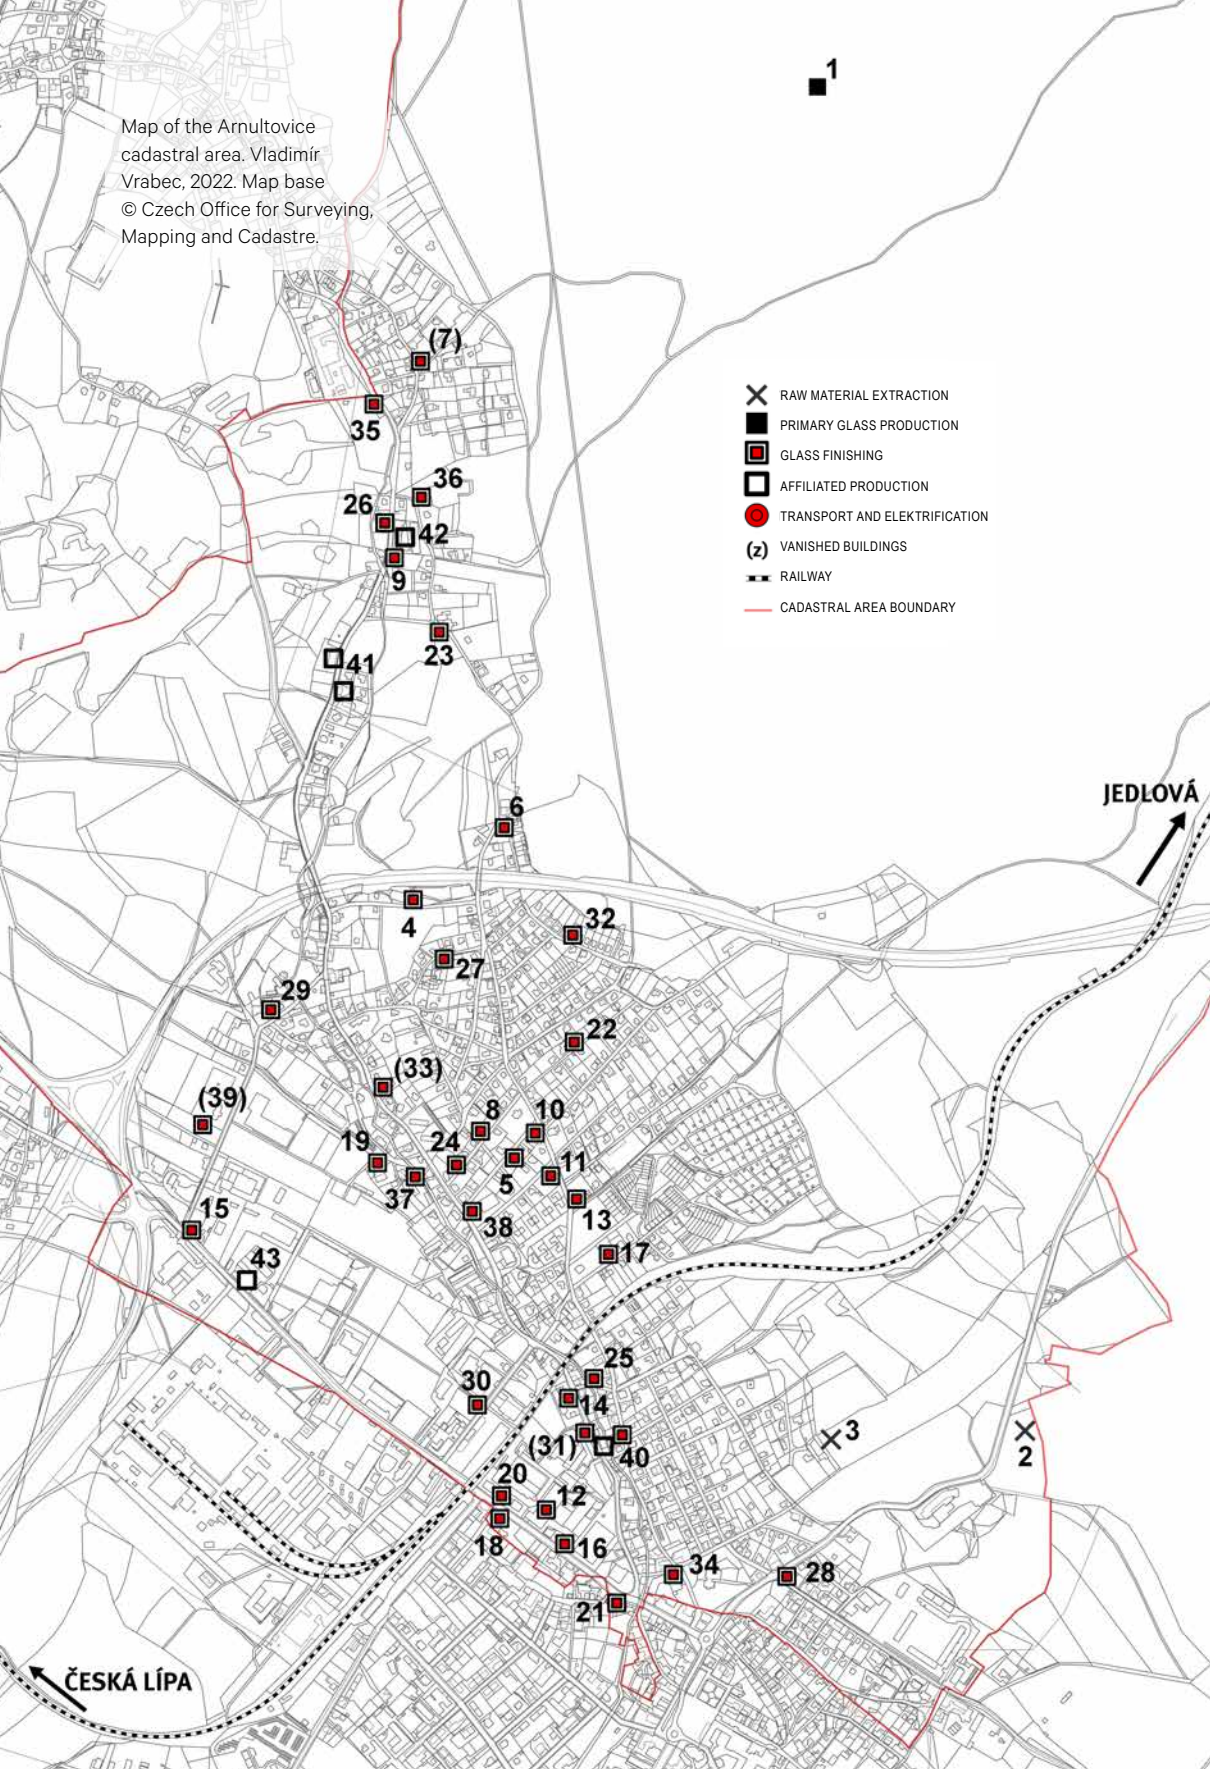 1
Map of the Arnultovice
cadastral area. Vladimír
Vrabec, 2022. Map base
© Czech Office for Surveying,
Mapping and Cadastre.
(7)
35
RAW MATERIAL EXTRACTION
PRIMARY GLASS PRODUCTION
GLASS FINISHING
AFFILIATED PRODUCTION
TRANSPORT AND ELEKTRIFICATION
(z) VANISHED BUILDINGS
RAILWAY
CADASTRAL AREA BOUNDARY
36
26
42
9
23
41
JEDLOVÁ
6
4
32
27
29
22
(33)
(39)
8
10
19
24
11
5
37
15
38
13
43
17
25
30
14
3
(31)
40
2
20
12
18
16
34
28
21
ČESKÁ LÍPA